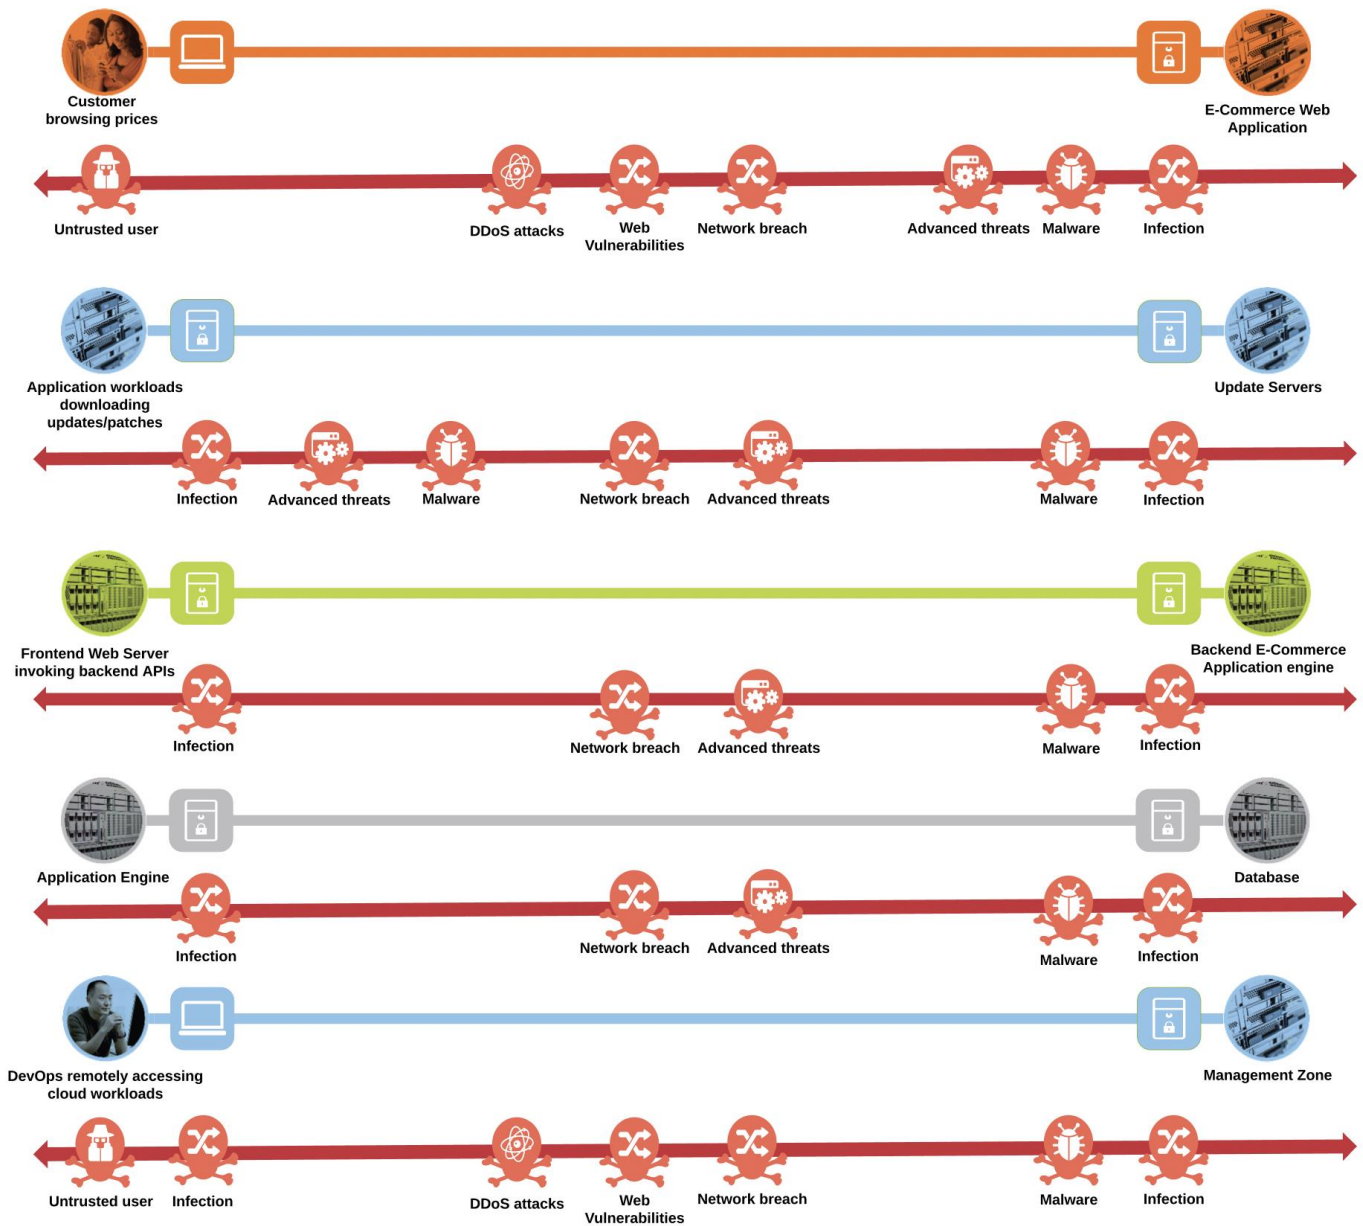 Customer
browsing prices
E-Commerce Web
Application
Untrusted user
DDoS attacks
Web
Vulnerabilities
Network breach
Advanced threats
Malware
Infection
Application workloads
downloading
updates/patches
Update Servers
Infection
Advanced threats
Malware
Network breach
Advanced threats
Malware
Infection
Frontend Web Server
invoking backend APIs
Backend E-Commerce
Application engine
Infection
Network breach
Advanced threats
Malware
Infection
Application Engine
Database
Infection
Network breach
Advanced threats
Malware
Infection
DevOps remotely accessing
cloud workloads
Management Zone
Untrusted user
Infection
DDoS attacks
Web
Vulnerabilities
Network breach
Malware
Infection